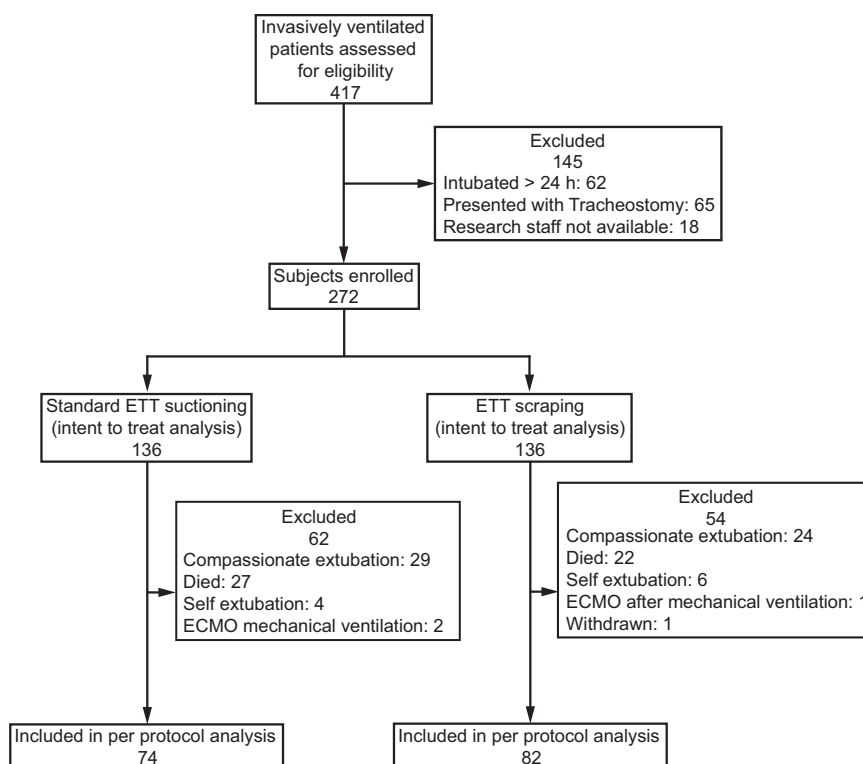 Invasively ventilated
patients assessed
for eligibility
417
Excluded
145
Intubated > 24 h: 62
Presented with Tracheostomy: 65
Research staff not available: 18
Subjects enrolled
272
Standard ETT suctioning
(intent to treat analysis)
136
ETT scraping
(intent to treat analysis)
136
Excluded
62
Compassionate extubation: 29
Died: 27
Self extubation: 4
ECMO mechanical ventilation: 2
Excluded
54
Compassionate extubation: 24
Died: 22
Self extubation: 6
ECMO after mechanical ventilation: 1
Withdrawn: 1
Included in per protocol analysis
74
Included in per protocol analysis
82